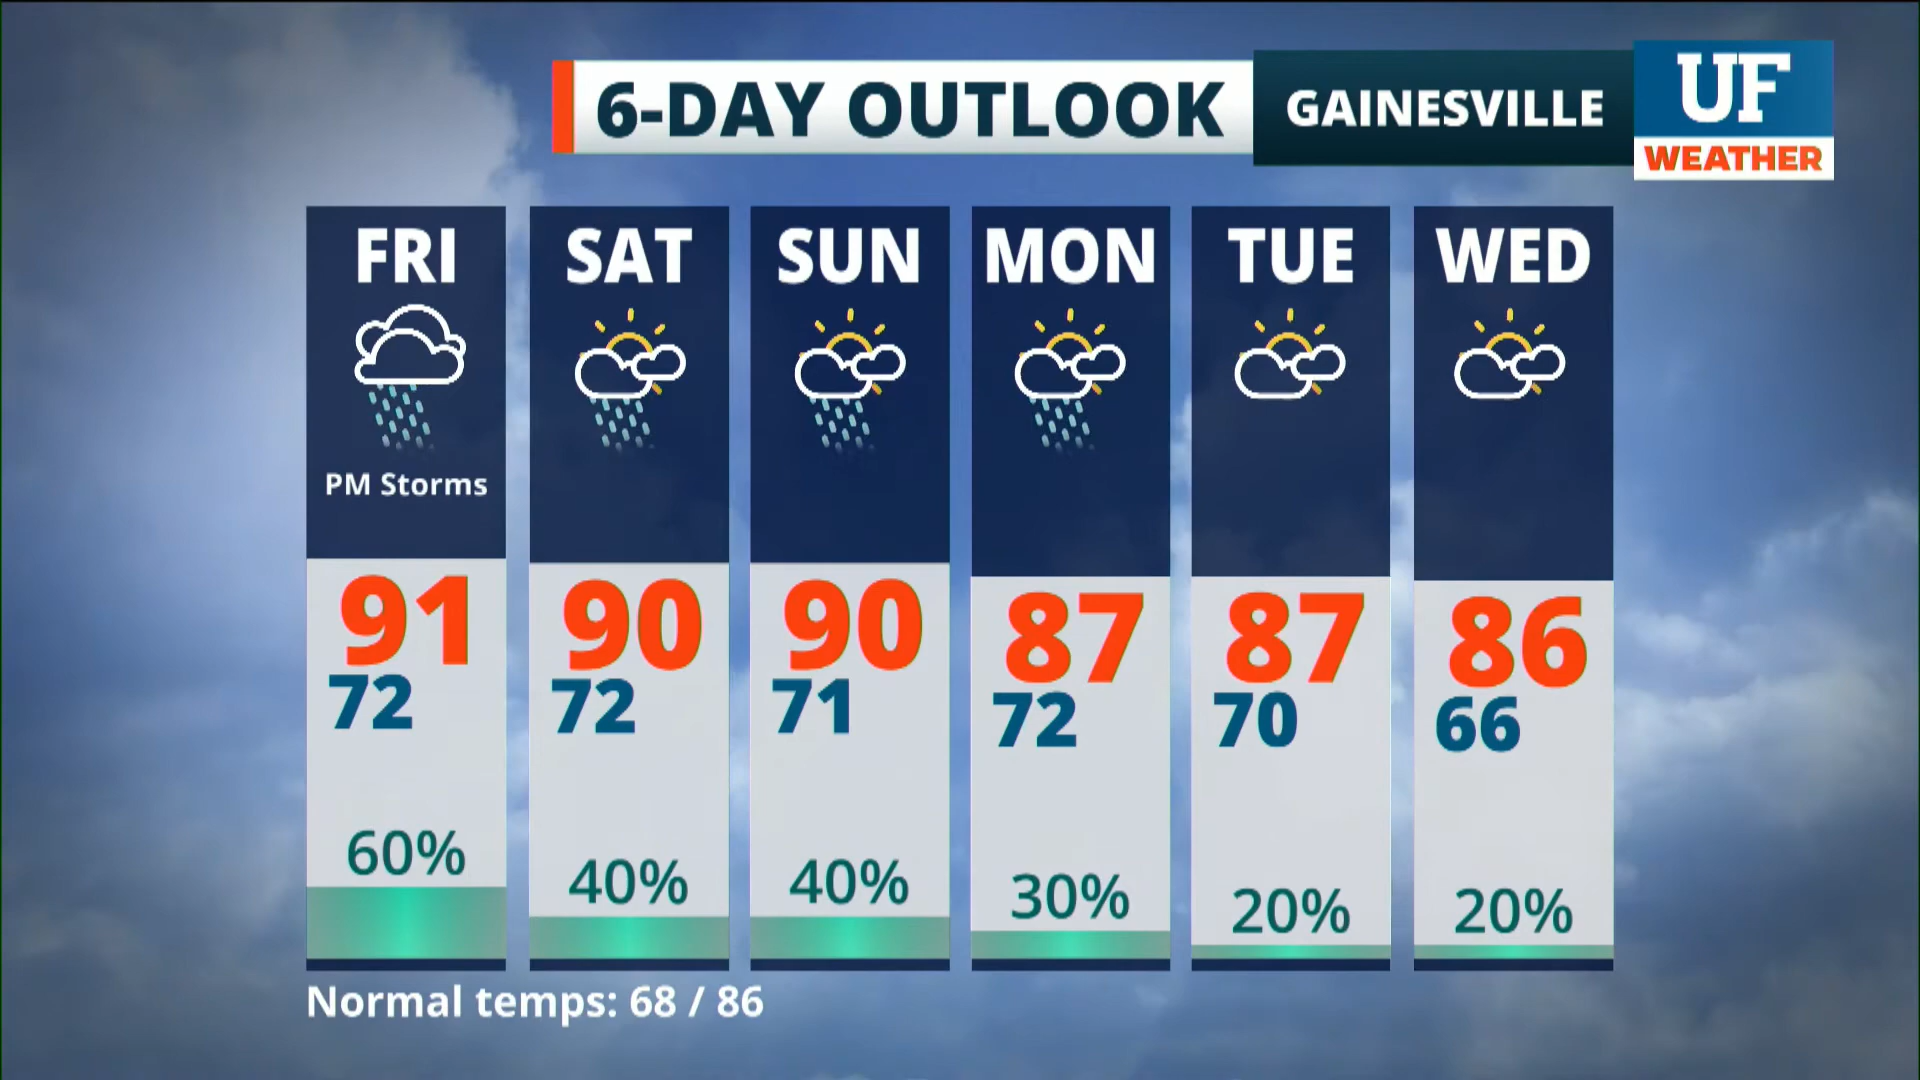 6-DAY OUTLOOK GAINESVILLE UF
WEATHER
FRI SAT SUN MON TUE WED
PM Storms
91 90 90 87 87 86
72 72 71 72 70 66
60% 40% 40% 30% 20% 20%
Normal temps: 68 / 86